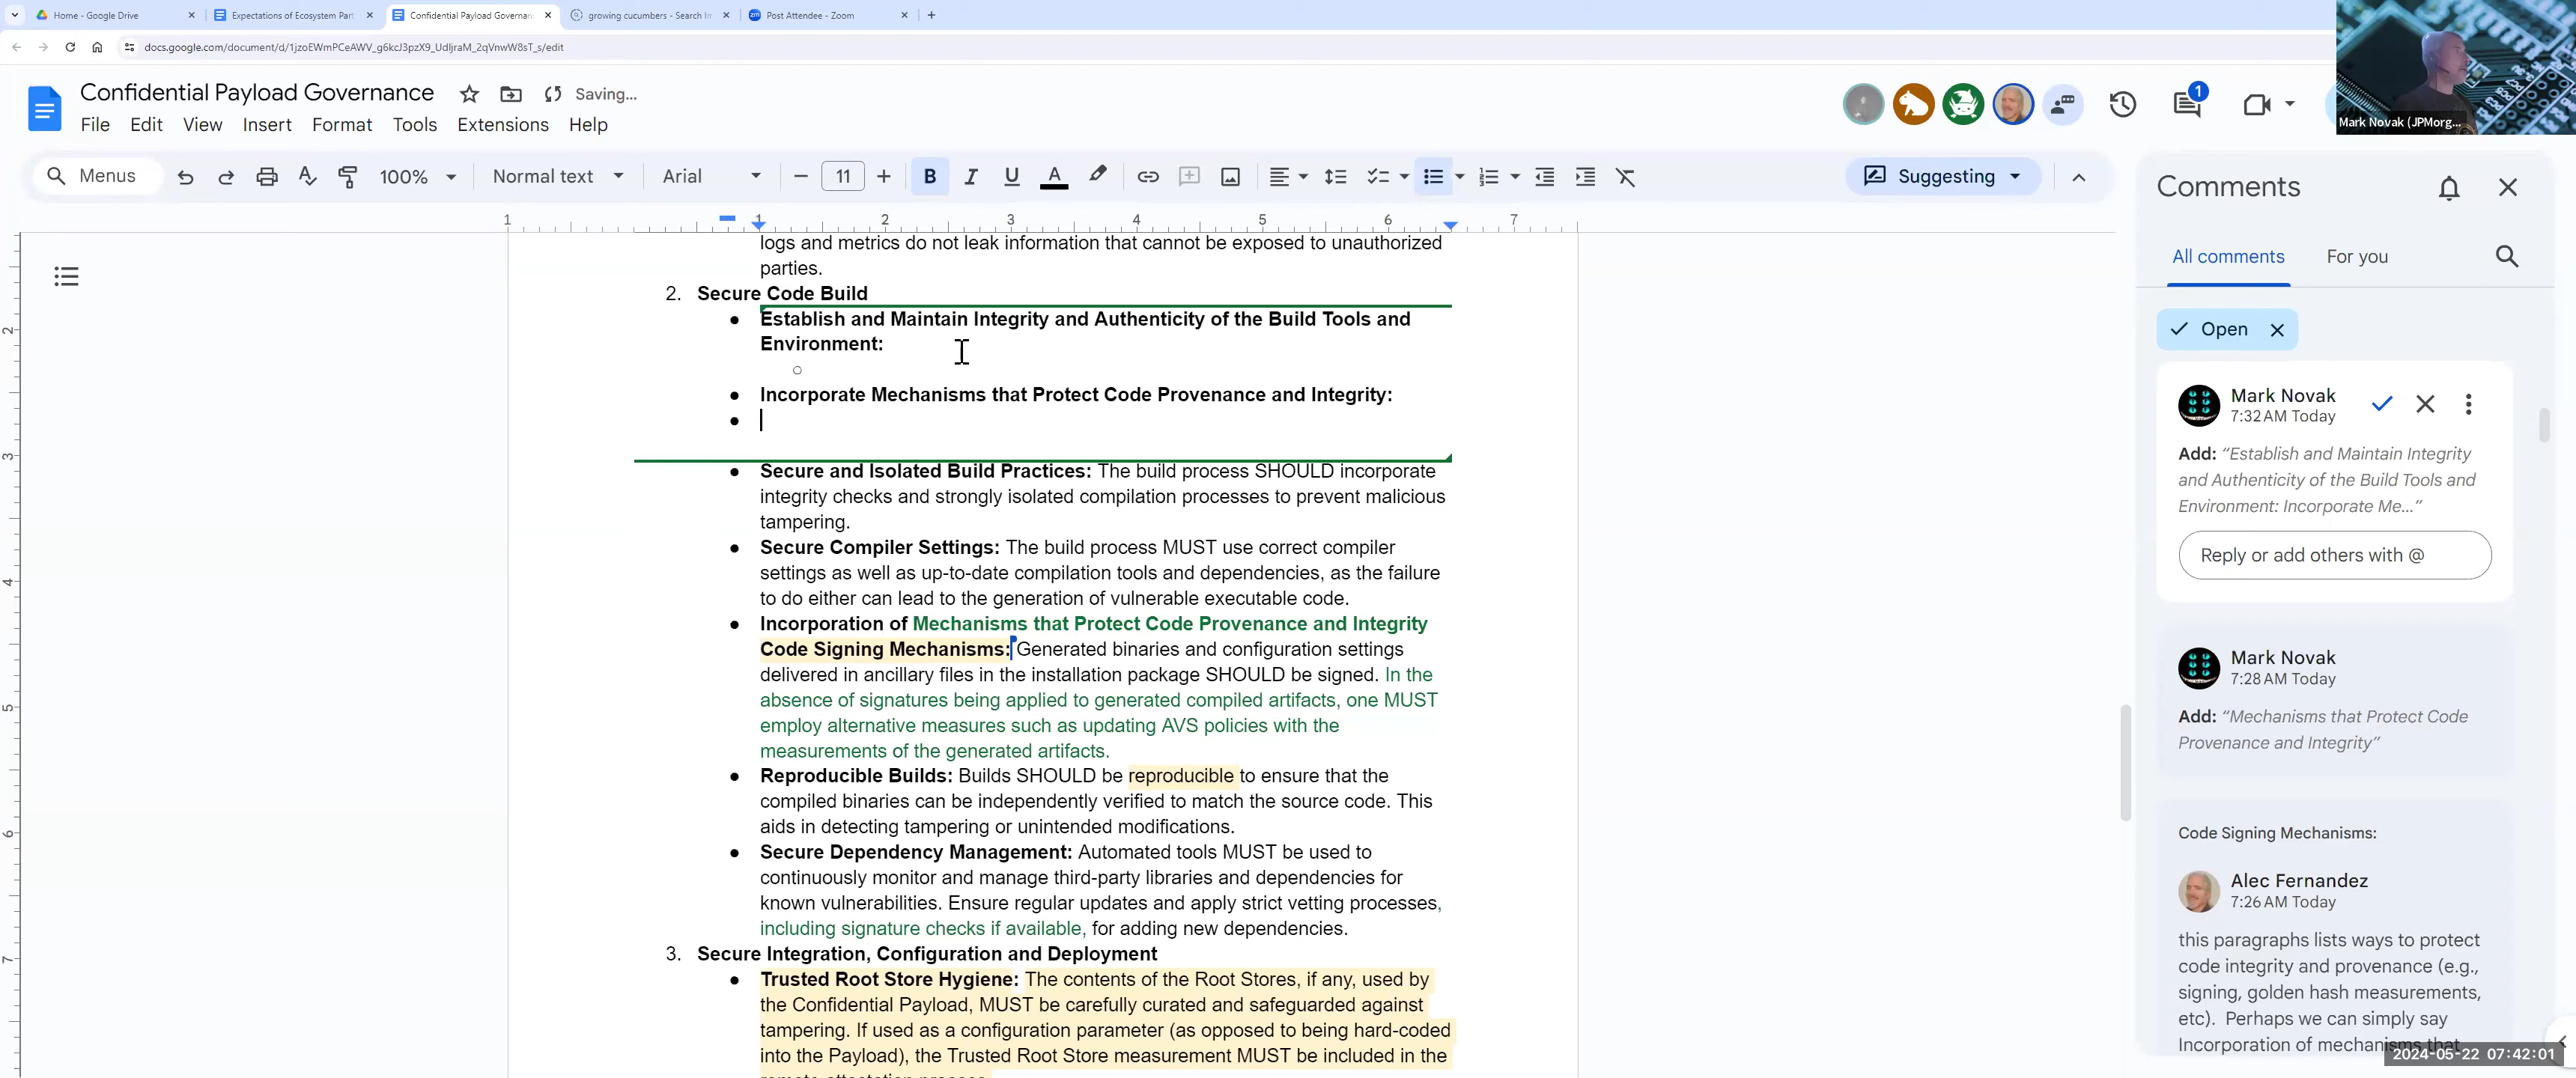 Home - Google Drive
Expectations of Ecosystem Part
Confidential Payload Governan
growing cucumbers - Search Im
Post Attendee - Zoom
docs.google.com/document/d/1jzoEWmPCeAWV_g6kcJ3pzX9_UdIjraM_2qVnwW8sT_s/edit
Mark Novak (JPMorg...
Confidential Payload Governance
Saving...
File Edit View Insert Format Tools Extensions Help
1
Menus
100%
Normal text
Arial
11
B I U A
Suggesting
1 1 2 3 4 5 6 7
2
3
4
5
6
7
logs and metrics do not leak information that cannot be exposed to unauthorized
parties.
2. Secure Code Build
Establish and Maintain Integrity and Authenticity of the Build Tools and
Environment:
Incorporate Mechanisms that Protect Code Provenance and Integrity:
Secure and Isolated Build Practices: The build process SHOULD incorporate
integrity checks and strongly isolated compilation processes to prevent malicious
tampering.
Secure Compiler Settings: The build process MUST use correct compiler
settings as well as up-to-date compilation tools and dependencies, as the failure
to do either can lead to the generation of vulnerable executable code.
Incorporation of Mechanisms that Protect Code Provenance and Integrity
Code Signing Mechanisms: Generated binaries and configuration settings
delivered in ancillary files in the installation package SHOULD be signed. In the
absence of signatures being applied to generated compiled artifacts, one MUST
employ alternative measures such as updating AVS policies with the
measurements of the generated artifacts.
Reproducible Builds: Builds SHOULD be reproducible to ensure that the
compiled binaries can be independently verified to match the source code. This
aids in detecting tampering or unintended modifications.
Secure Dependency Management: Automated tools MUST be used to
continuously monitor and manage third-party libraries and dependencies for
known vulnerabilities. Ensure regular updates and apply strict vetting processes,
including signature checks if available, for adding new dependencies.
3. Secure Integration, Configuration and Deployment
Trusted Root Store Hygiene: The contents of the Root Stores, if any, used by
the Confidential Payload, MUST be carefully curated and safeguarded against
tampering. If used as a configuration parameter (as opposed to being hard-coded
into the Payload), the Trusted Root Store measurement MUST be included in the
remote attestation process.
Comments
All comments
For you
Open
Mark Novak
7:32 AM Today
Add: “Establish and Maintain Integrity
and Authenticity of the Build Tools and
Environment: Incorporate Me...”
Reply or add others with @
Mark Novak
7:28 AM Today
Add: “Mechanisms that Protect Code
Provenance and Integrity”
Code Signing Mechanisms:
Alec Fernandez
7:26 AM Today
this paragraphs lists ways to protect
code integrity and provenance (e.g.,
signing, golden hash measurements,
etc). Perhaps we can simply say
Incorporation of mechanisms that
2024-05-22 07:42:01